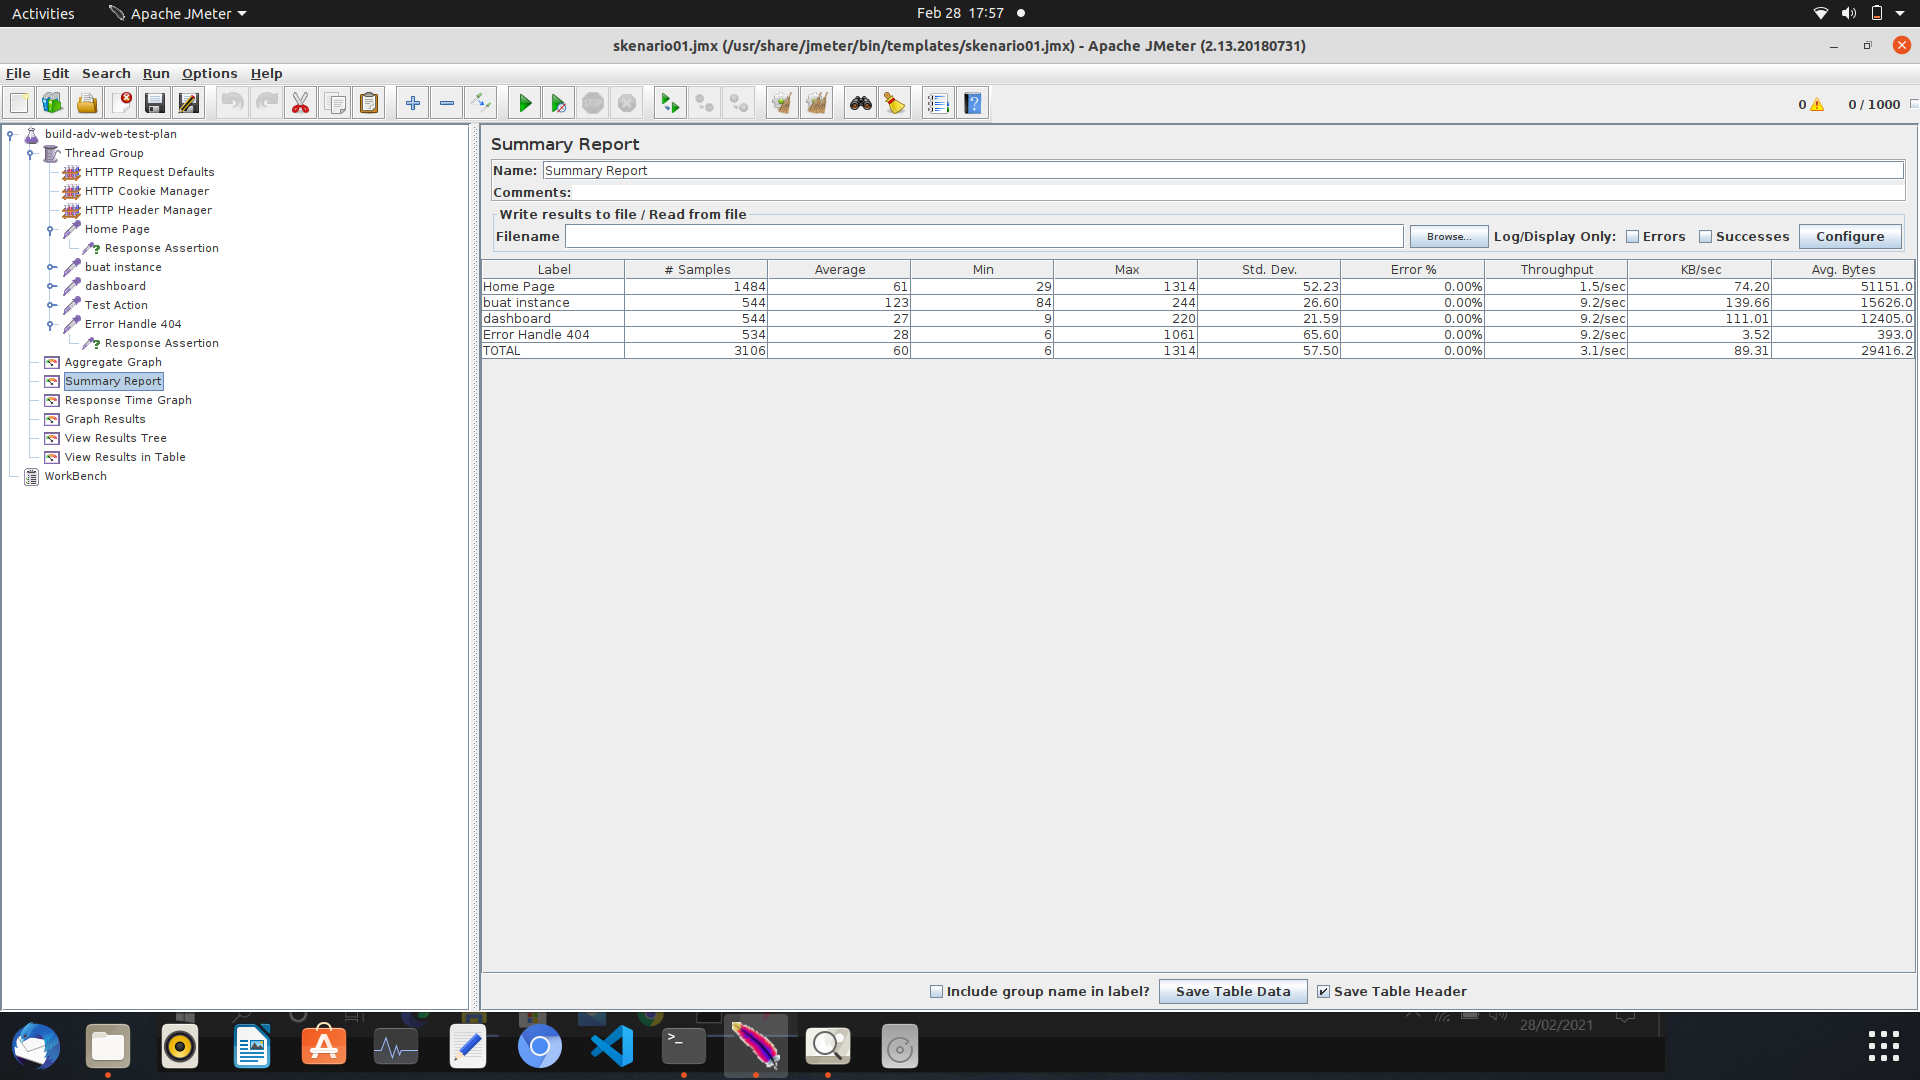 Activities Apache JMeter Feb 28 17:57
skenario01.jmx (/usr/share/jmeter/bin/templates/skenario01.jmx) - Apache JMeter (2.13.20180731)
File Edit Search Run Options Help
STOP 0 0 / 1000
build-adv-web-test-plan
Thread Group
HTTP Request Defaults
HTTP Cookie Manager
HTTP Header Manager
Home Page
Response Assertion
buat instance
dashboard
Test Action
Error Handle 404
Response Assertion
Aggregate Graph
Summary Report
Response Time Graph
Graph Results
View Results Tree
View Results in Table
WorkBench
Summary Report
Name: Summary Report
Comments:
Write results to file / Read from file
Filename Browse... Log/Display Only: Errors Successes Configure
Label # Samples Average Min Max Std. Dev. Error % Throughput KB/sec Avg. Bytes
Home Page 1484 61 29 1314 52.23 0.00% 1.5/sec 74.20 51151.0
buat instance 544 123 84 244 26.60 0.00% 9.2/sec 139.66 15626.0
dashboard 544 27 9 220 21.59 0.00% 9.2/sec 111.01 12405.0
Error Handle 404 534 28 6 1061 65.60 0.00% 9.2/sec 3.52 393.0
TOTAL 3106 60 6 1314 57.50 0.00% 3.1/sec 89.31 29416.2
Include group name in label? Save Table Data Save Table Header
28/02/2021